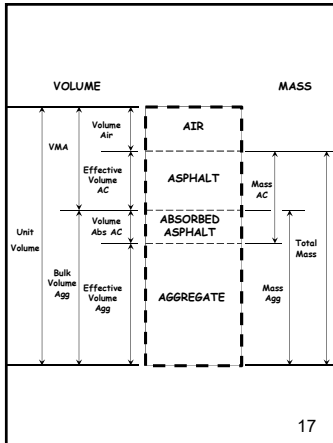 VOLUME
MASS
Volume
Air
AIR
VMA
Effective
Volume
AC
ASPHALT
Mass
AC
Unit
Volume
Volume
Abs AC
ABSORBED
ASPHALT
Total
Mass
Bulk
Volume
Agg
Effective
Volume
Agg
AGGREGATE
Mass
Agg
17